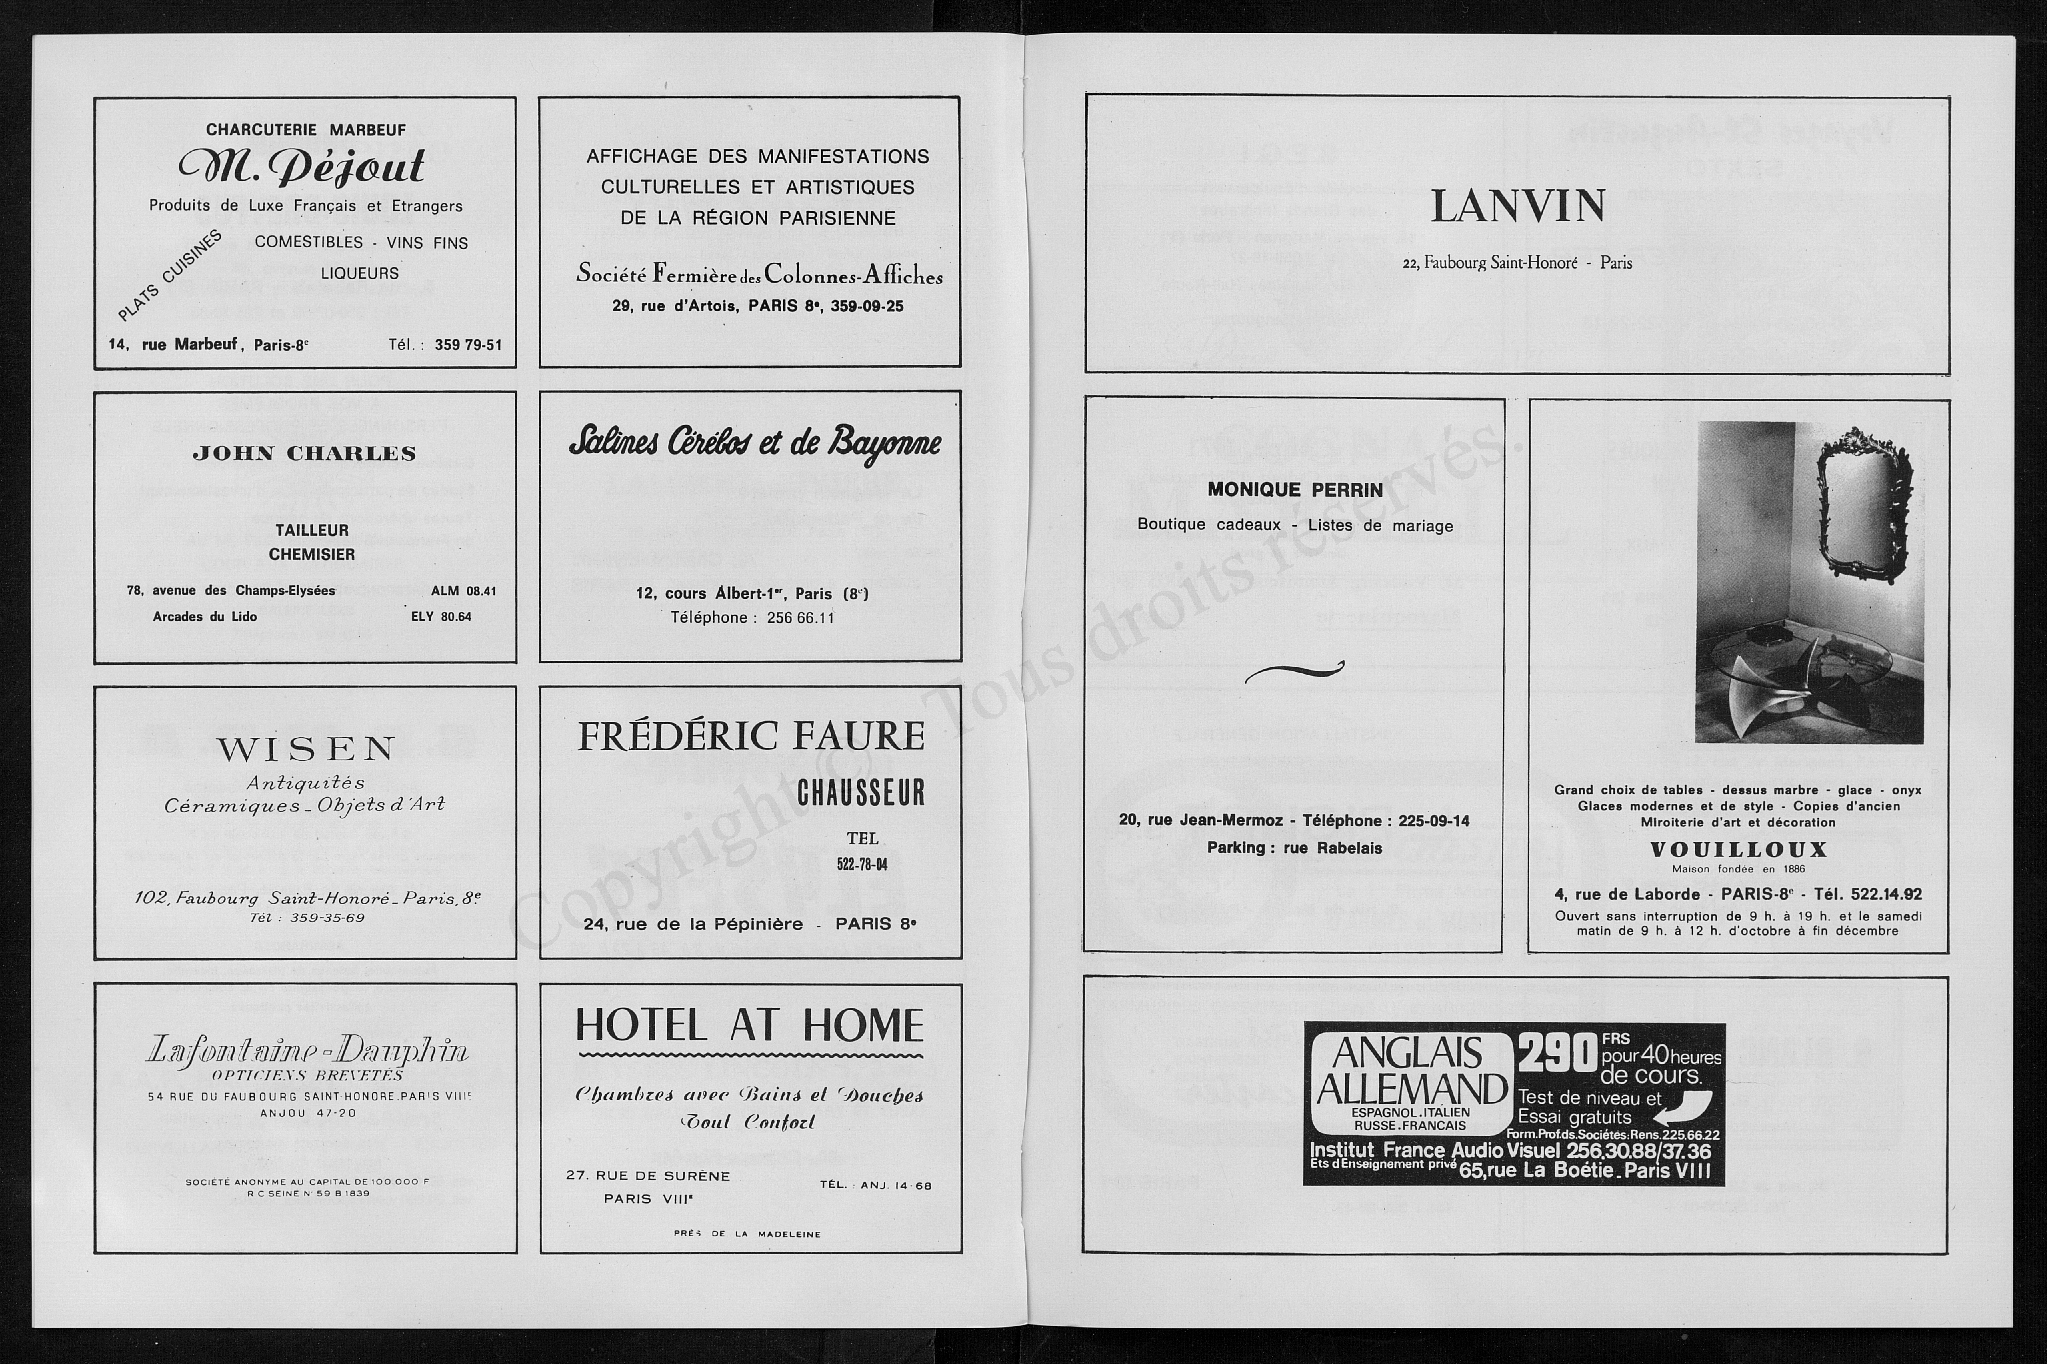 CHARCUTERIE MARBEUF
M. Péjout
Produits de Luxe Français et Etrangers
PLATS CUISINES
COMESTIBLES - VINS FINS
LIQUEURS
14, rue Marbeuf, Paris-8e
Tél. : 359 79-51
AFFICHAGE DES MANIFESTATIONS
CULTURELLES ET ARTISTIQUES
DE LA RÉGION PARISIENNE
Société Fermière des Colonnes-Affiches
29, rue d'Artois, PARIS 8e, 359-09-25
JOHN CHARLES
TAILLEUR
CHEMISIER
78, avenue des Champs-Elysées ALM 08.41
Arcades du Lido ELY 80.64
Salines Cérébos et de Bayonne
12, cours Albert-1er, Paris (8e)
Téléphone : 256 66.11
WISEN
Antiquités
Céramiques - Objets d'Art
102, Faubourg Saint-Honoré - Paris, 8e
Tél : 359-35-69
FRÉDÉRIC FAURE
CHAUSSEUR
TEL
522-78-04
24, rue de la Pépinière - PARIS 8e
Lafontaine-Dauphin
OPTICIENS BREVETÉS
54 RUE DU FAUBOURG SAINT-HONORE. PARIS VIIIe
ANJOU 47-20
SOCIÉTÉ ANONYME AU CAPITAL DE 100.000 F
R C SEINE N° 59 B 1839
HOTEL AT HOME
Chambres avec Bains et Douches
Tout Confort
27. RUE DE SURÈNE
PARIS VIIIe
TÉL. : ANJ. 14-68
PRÈS DE LA MADELEINE
LANVIN
22, Faubourg Saint-Honoré - Paris
MONIQUE PERRIN
Boutique cadeaux - Listes de mariage
20, rue Jean-Mermoz - Téléphone : 225-09-14
Parking : rue Rabelais
Grand choix de tables - dessus marbre - glace - onyx
Glaces modernes et de style - Copies d'ancien
Miroiterie d'art et décoration
VOUILLOUX
Maison fondée en 1886
4, rue de Laborde - PARIS-8e - Tél. 522.14.92
Ouvert sans interruption de 9 h. à 19 h. et le samedi
matin de 9 h. à 12 h. d'octobre à fin décembre
ANGLAIS
ALLEMAND
ESPAGNOL.ITALIEN
RUSSE.FRANCAIS
290 FRS
pour 40 heures
de cours.
Test de niveau et
Essai gratuits
Form.Prof.ds.Sociétés:Rens.225.66.22
Institut France Audio Visuel 256.30.88/37.36
Ets d'Enseignement privé 65,rue La Boétie_Paris VIII
Copyright © - Tous droits réservés.